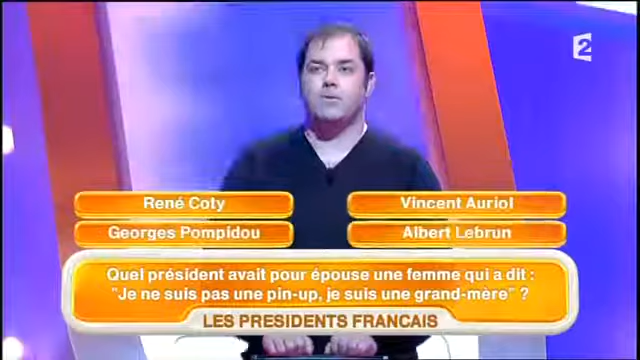 2
René Coty
Vincent Auriol
Georges Pompidou
Albert Lebrun
Quel président avait pour épouse une femme qui a dit :
"Je ne suis pas une pin-up, je suis une grand-mère" ?
LES PRESIDENTS FRANCAIS